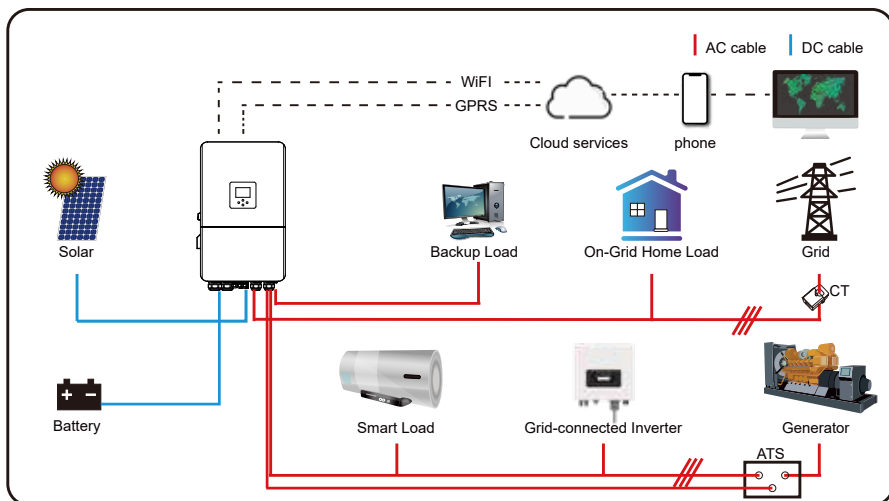 AC cable
DC cable
WiFI
GPRS
Cloud services
phone
Solar
Backup Load
On-Grid Home Load
Grid
CT
Battery
Smart Load
Grid-connected Inverter
Generator
ATS